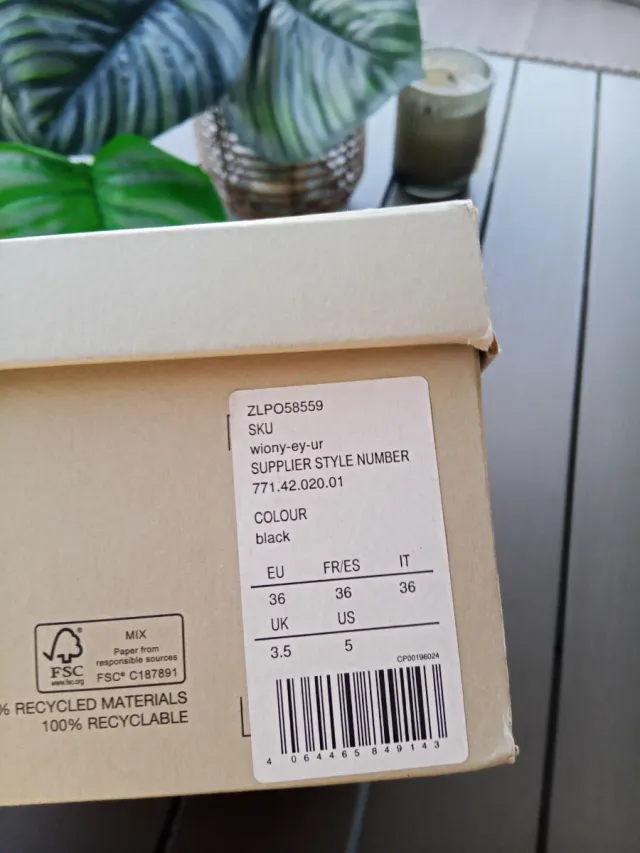 ZLPO58559
SKU
wiony-ey-ur
SUPPLIER STYLE NUMBER
771.42.020.01
COLOUR
black
EU FR/ES IT
36 36 36
UK US
3.5 5
CP00196024
4 064465 849143
FSC®
www.fsc.org
MIX
Paper from
responsible sources
FSC® C187891
% RECYCLED MATERIALS
100% RECYCLABLE